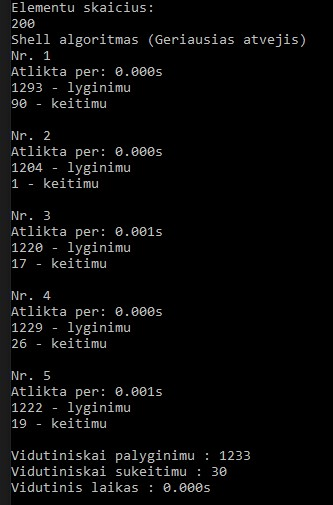 Elementu skaicius:
200
Shell algoritmas (Geriausias atvejis)
Nr. 1
Atlikta per: 0.000s
1293 - lyginimu
90 - keitimu
Nr. 2
Atlikta per: 0.000s
1204 - lyginimu
1 - keitimu
Nr. 3
Atlikta per: 0.001s
1220 - lyginimu
17 - keitimu
Nr. 4
Atlikta per: 0.000s
1229 - lyginimu
26 - keitimu
Nr. 5
Atlikta per: 0.001s
1222 - lyginimu
19 - keitimu
Vidutiniskai palyginimu : 1233
Vidutiniskai sukeitimu : 30
Vidutinis laikas : 0.000s